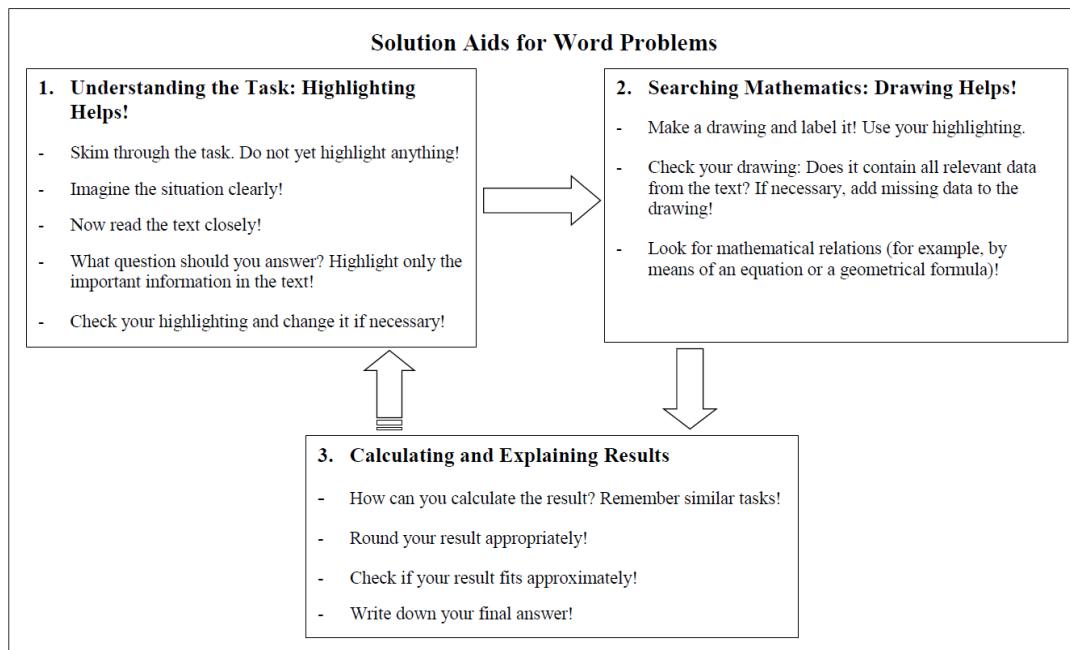 Solution Aids for Word Problems
1. Understanding the Task: Highlighting
Helps!
- Skim through the task. Do not yet highlight anything!
- Imagine the situation clearly!
- Now read the text closely!
- What question should you answer? Highlight only the
important information in the text!
- Check your highlighting and change it if necessary!
2. Searching Mathematics: Drawing Helps!
- Make a drawing and label it! Use your highlighting.
- Check your drawing: Does it contain all relevant data
from the text? If necessary, add missing data to the
drawing!
- Look for mathematical relations (for example, by
means of an equation or a geometrical formula)!
3. Calculating and Explaining Results
- How can you calculate the result? Remember similar tasks!
- Round your result appropriately!
- Check if your result fits approximately!
- Write down your final answer!